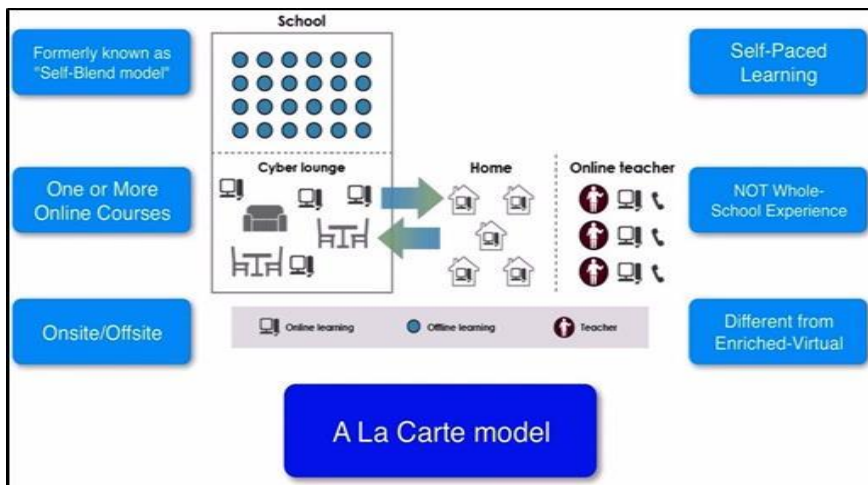 School
Formerly known as
"Self-Blend model"
Self-Paced
Learning
Cyber lounge
Home
Online teacher
One or More
Online Courses
NOT Whole-
School Experience
Onsite/Offsite
Online learning
Offline learning
Teacher
Different from
Enriched-Virtual
A La Carte model